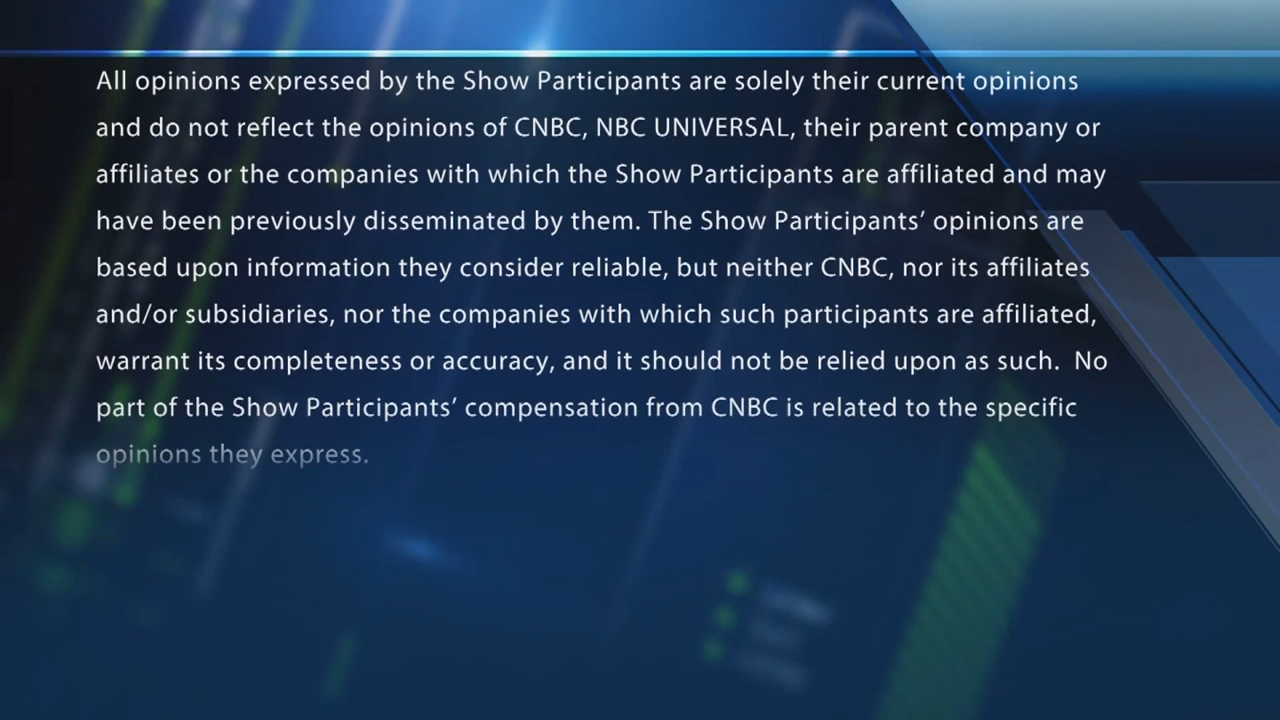 All opinions expressed by the Show Participants are solely their current opinions
and do not reflect the opinions of CNBC, NBC UNIVERSAL, their parent company or
affiliates or the companies with which the Show Participants are affiliated and may
have been previously disseminated by them. The Show Participants’ opinions are
based upon information they consider reliable, but neither CNBC, nor its affiliates
and/or subsidiaries, nor the companies with which such participants are affiliated,
warrant its completeness or accuracy, and it should not be relied upon as such.  No
part of the Show Participants’ compensation from CNBC is related to the specific
opinions they express.